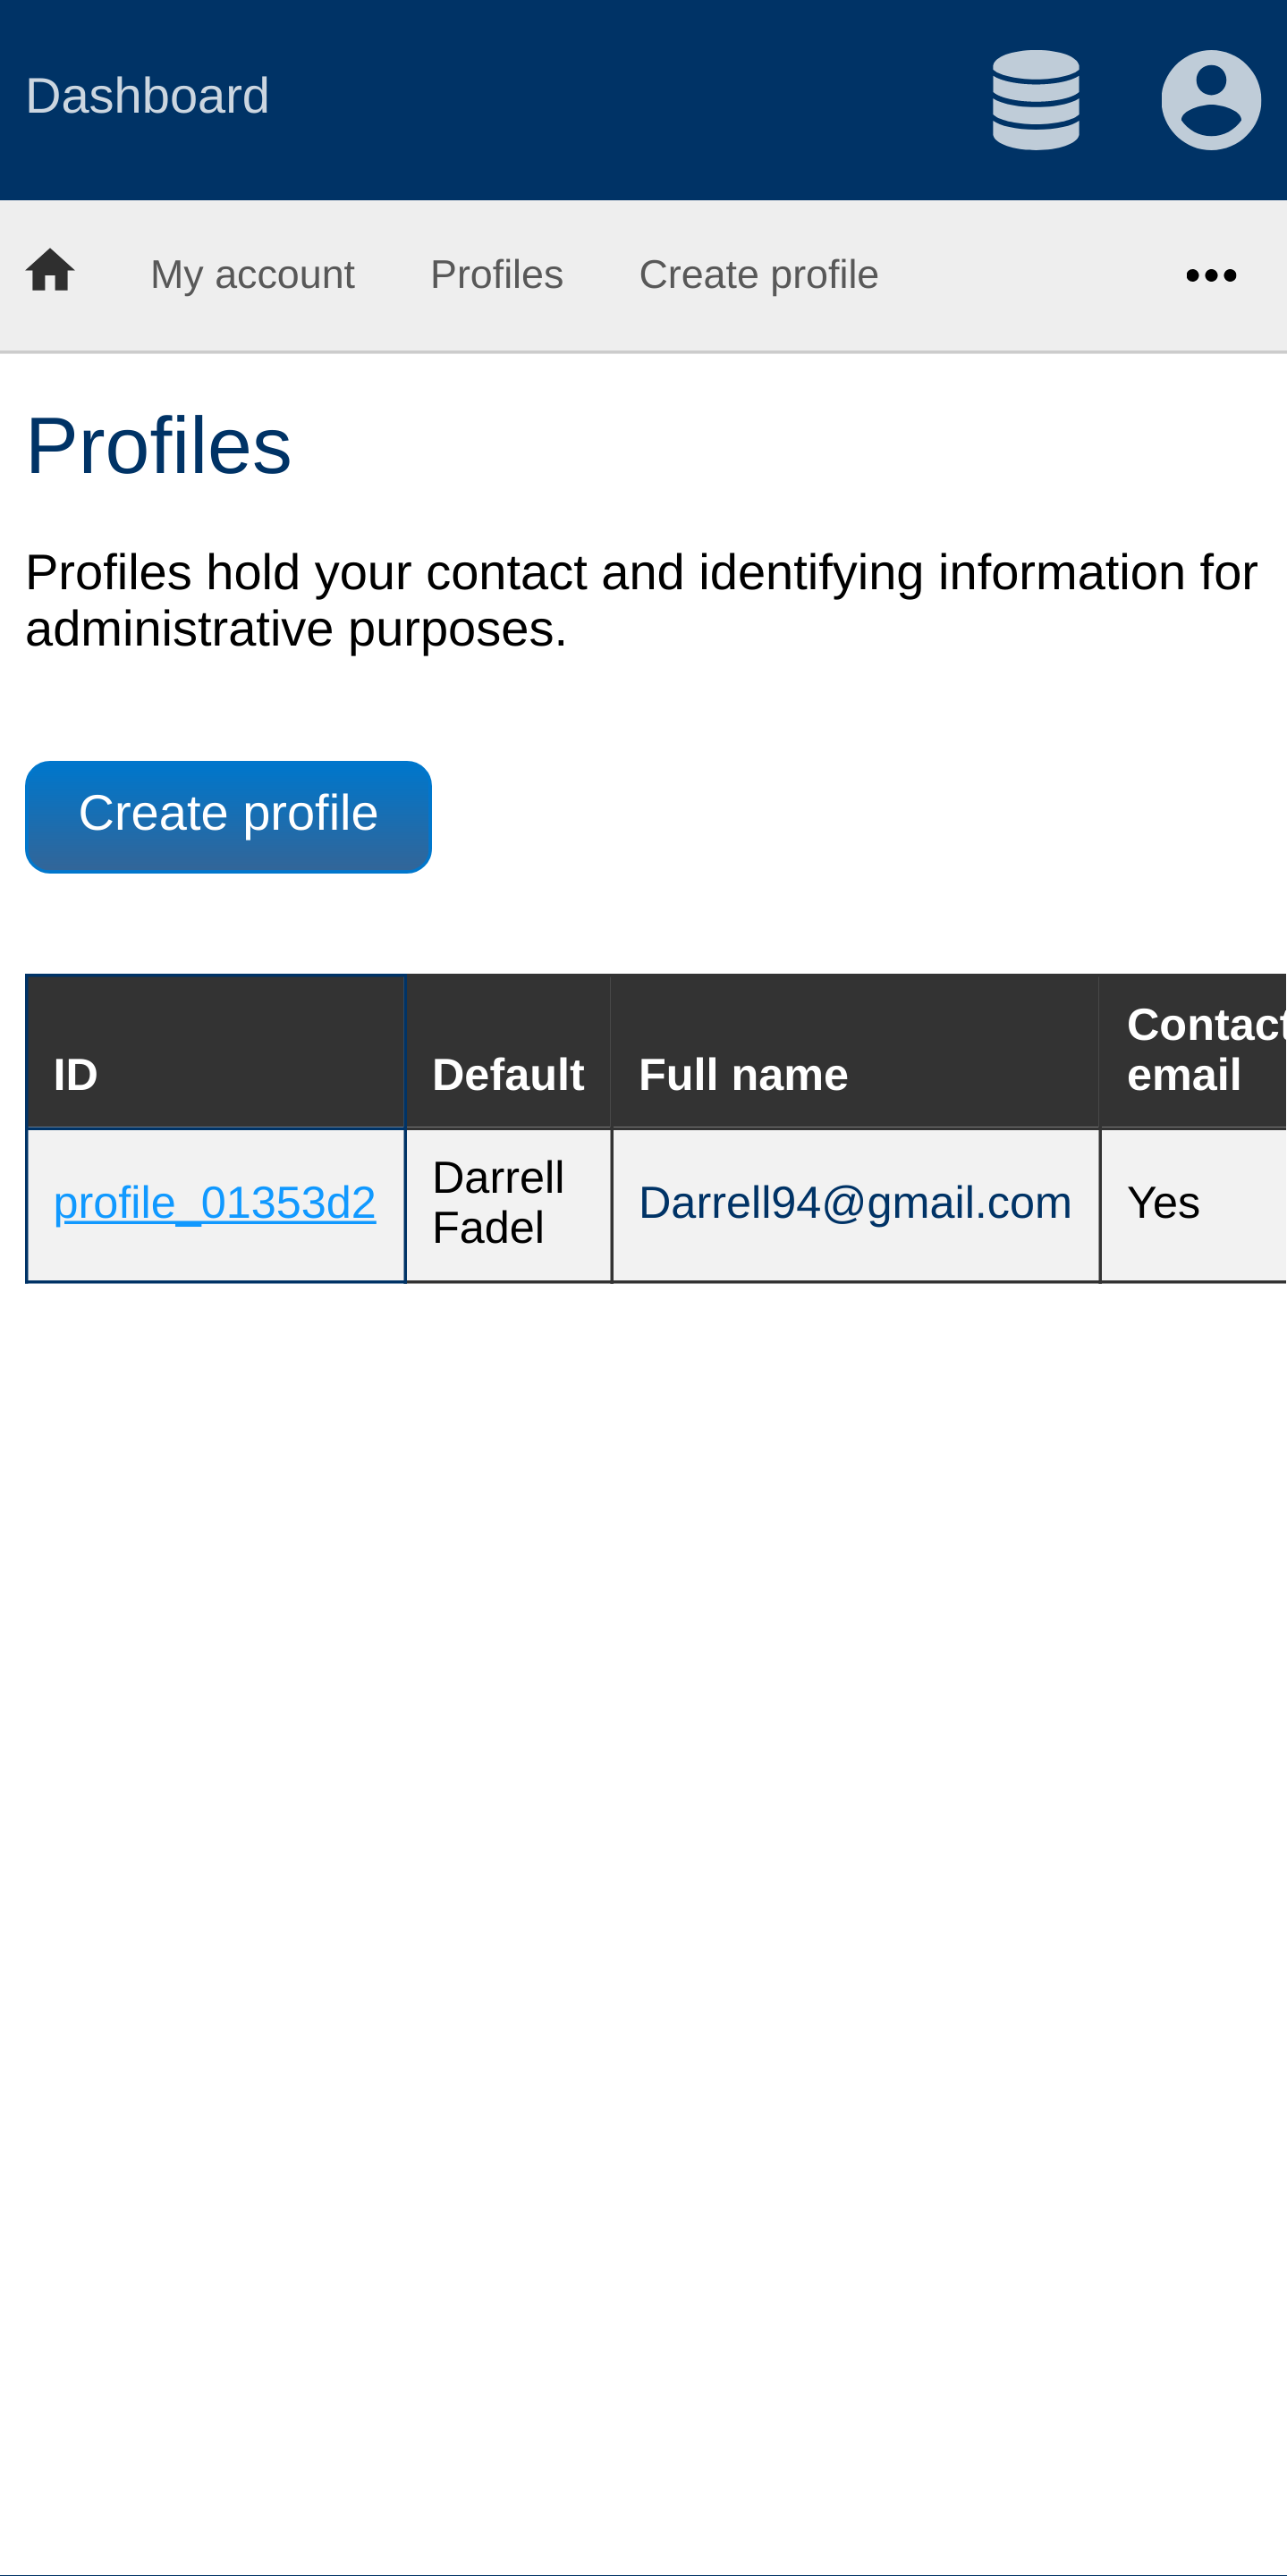 Dashboard
My account Profiles Create profile
Profiles
Profiles hold your contact and identifying information for
administrative purposes.
Create profile
ID Default Full name Contact email
profile_01353d2 Darrell Fadel Darrell94@gmail.com Yes